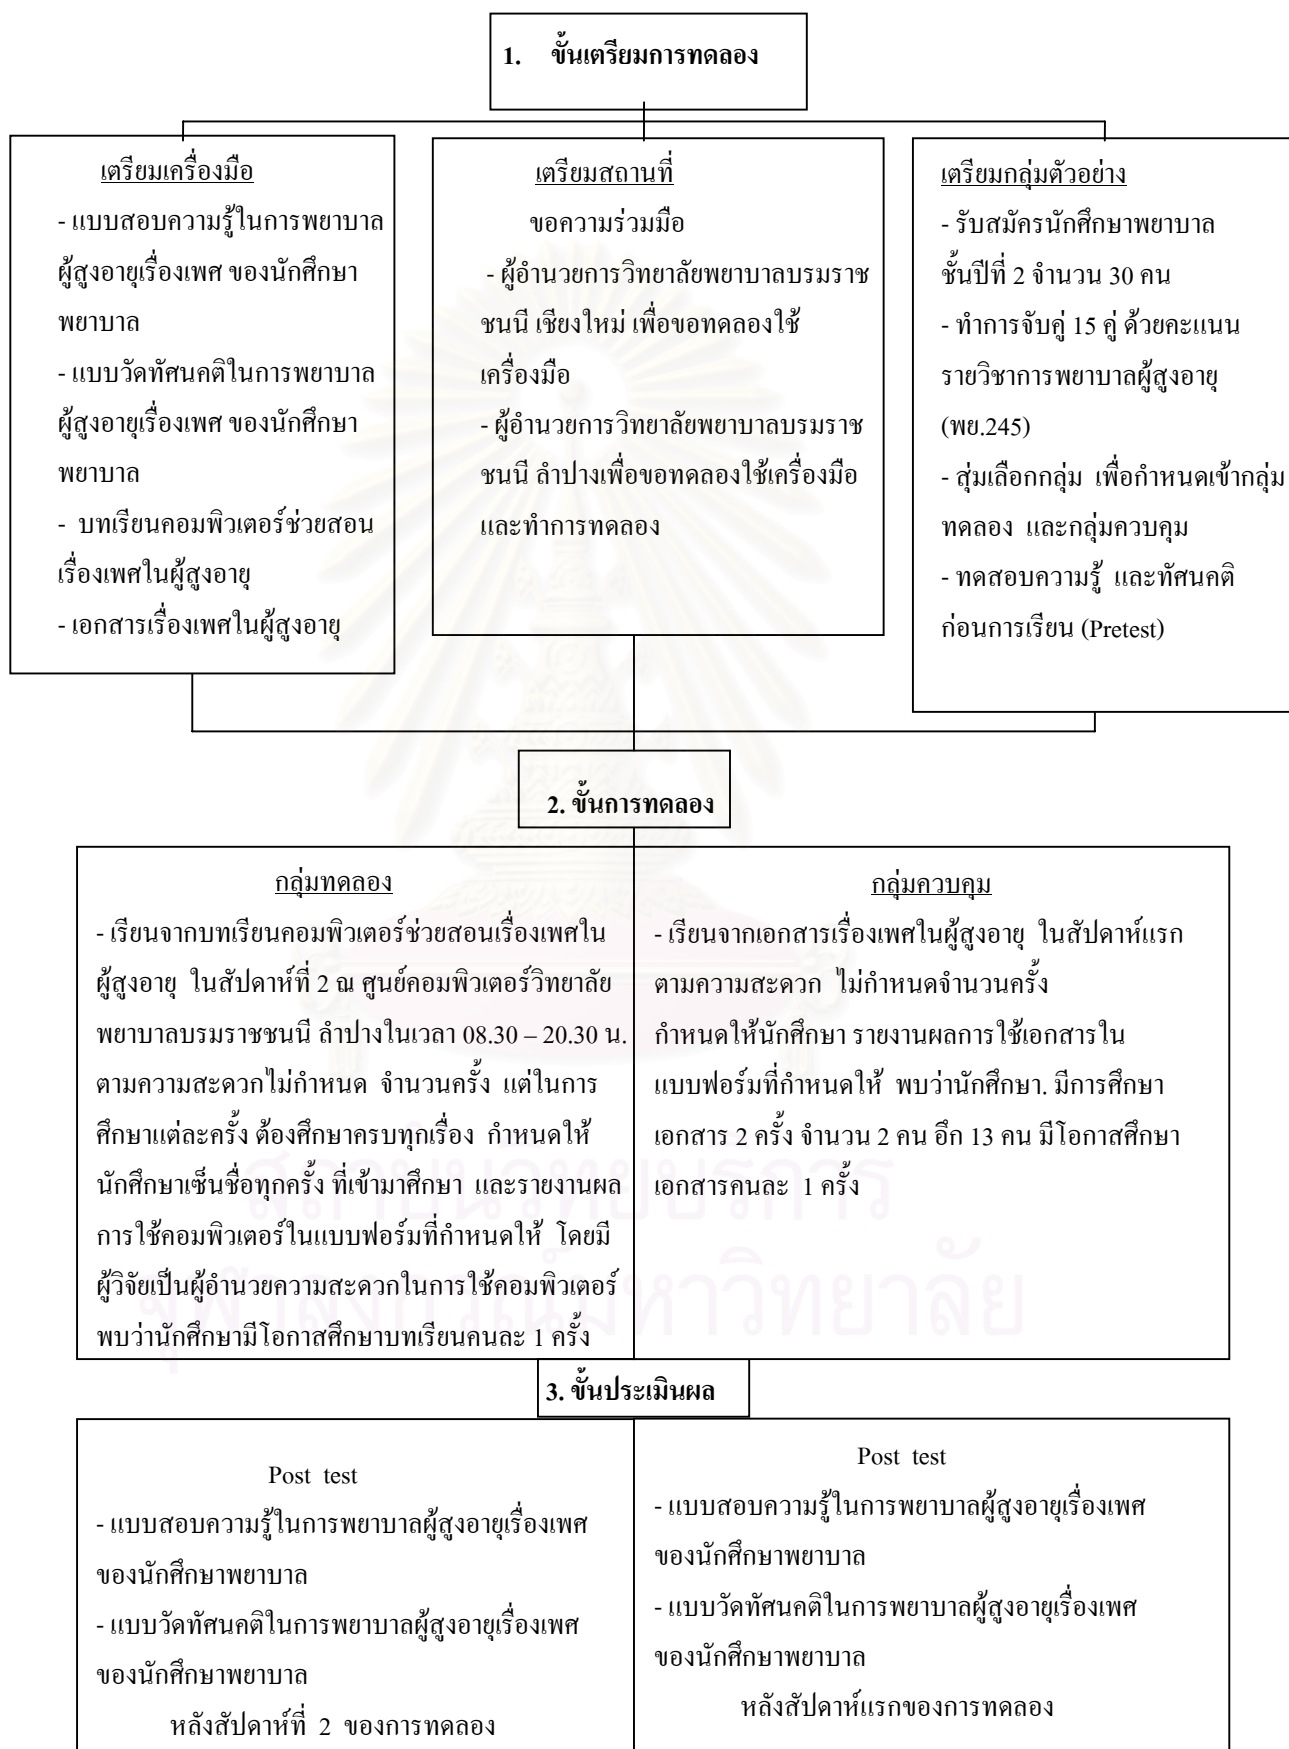 1. ขั้นเตรียมการทดลอง
เตรียมเครื่องมือ
- แบบสอบความรู้ในการพยาบาล
ผู้สูงอายุเรื่องเพศ ของนักศึกษา
พยาบาล
- แบบวัดทัศนคติในการพยาบาล
ผู้สูงอายุเรื่องเพศ ของนักศึกษา
พยาบาล
- บทเรียนคอมพิวเตอร์ช่วยสอน
เรื่องเพศในผู้สูงอายุ
- เอกสารเรื่องเพศในผู้สูงอายุ
เตรียมสถานที่
ขอความร่วมมือ
- ผู้อำนวยการวิทยาลัยพยาบาลบรมราช
ชนนี เชียงใหม่ เพื่อขอทดลองใช้
เครื่องมือ
- ผู้อำนวยการวิทยาลัยพยาบาลบรมราช
ชนนี ลำปางเพื่อขอทดลองใช้เครื่องมือ
และทำการทดลอง
เตรียมกลุ่มตัวอย่าง
- รับสมัครนักศึกษาพยาบาล
ชั้นปีที่ 2 จำนวน 30 คน
- ทำการจับคู่ 15 คู่ ด้วยคะแนน
รายวิชาการพยาบาลผู้สูงอายุ
(พย.245)
- สุ่มเลือกกลุ่ม เพื่อกำหนดเข้ากลุ่ม
ทดลอง และกลุ่มควบคุม
- ทดสอบความรู้ และทัศนคติ
ก่อนการเรียน (Pretest)
2. ขั้นการทดลอง
กลุ่มทดลอง
- เรียนจากบทเรียนคอมพิวเตอร์ช่วยสอนเรื่องเพศใน
ผู้สูงอายุ ในสัปดาห์ที่ 2 ณ ศูนย์คอมพิวเตอร์วิทยาลัย
พยาบาลบรมราชชนนี ลำปางในเวลา 08.30 – 20.30 น.
ตามความสะดวกไม่กำหนด จำนวนครั้ง แต่ในการ
ศึกษาแต่ละครั้ง ต้องศึกษาครบทุกเรื่อง กำหนดให้
นักศึกษาเซ็นชื่อทุกครั้ง ที่เข้ามาศึกษา และรายงานผล
การใช้คอมพิวเตอร์ในแบบฟอร์มที่กำหนดให้ โดยมี
ผู้วิจัยเป็นผู้อำนวยความสะดวกในการใช้คอมพิวเตอร์
พบว่านักศึกษามีโอกาสศึกษาบทเรียนคนละ 1 ครั้ง
กลุ่มควบคุม
- เรียนจากเอกสารเรื่องเพศในผู้สูงอายุ ในสัปดาห์แรก
ตามความสะดวก ไม่กำหนดจำนวนครั้ง
กำหนดให้นักศึกษา รายงานผลการใช้เอกสารใน
แบบฟอร์มที่กำหนดให้ พบว่านักศึกษา. มีการศึกษา
เอกสาร 2 ครั้ง จำนวน 2 คน อีก 13 คน มีโอกาสศึกษา
เอกสารคนละ 1 ครั้ง
สถาบันวิทยบริการ
จุฬาลงกรณ์มหาวิทยาลัย
3. ขั้นประเมินผล
Post test
- แบบสอบความรู้ในการพยาบาลผู้สูงอายุเรื่องเพศ
ของนักศึกษาพยาบาล
- แบบวัดทัศนคติในการพยาบาลผู้สูงอายุเรื่องเพศ
ของนักศึกษาพยาบาล
หลังสัปดาห์ที่ 2 ของการทดลอง
Post test
- แบบสอบความรู้ในการพยาบาลผู้สูงอายุเรื่องเพศ
ของนักศึกษาพยาบาล
- แบบวัดทัศนคติในการพยาบาลผู้สูงอายุเรื่องเพศ
ของนักศึกษาพยาบาล
หลังสัปดาห์แรกของการทดลอง